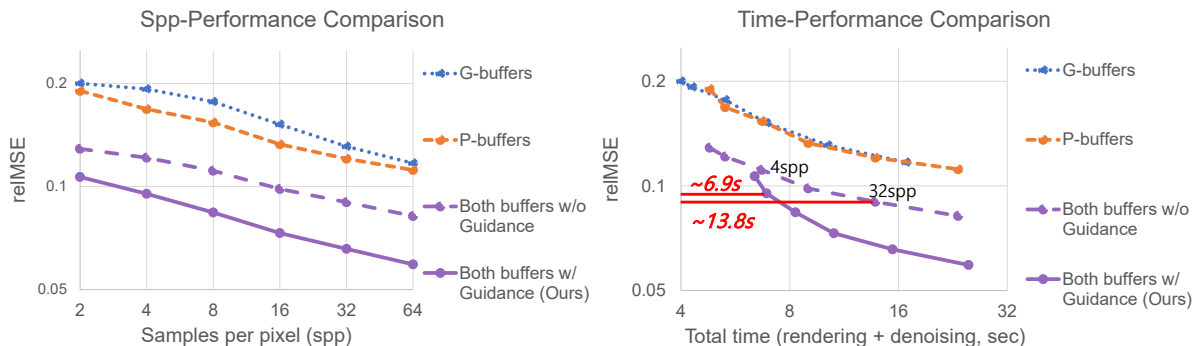 Spp-Performance Comparison
0.2
0.1
0.05
relMSE
2 4 8 16 32 64
Samples per pixel (spp)
G-buffers
P-buffers
Both buffers w/o
Guidance
Both buffers w/
Guidance (Ours)
Time-Performance Comparison
0.2
0.1
0.05
relMSE
4spp
32spp
~6.9s
~13.8s
4 8 16 32
Total time (rendering + denoising, sec)
G-buffers
P-buffers
Both buffers w/o
Guidance
Both buffers w/
Guidance (Ours)